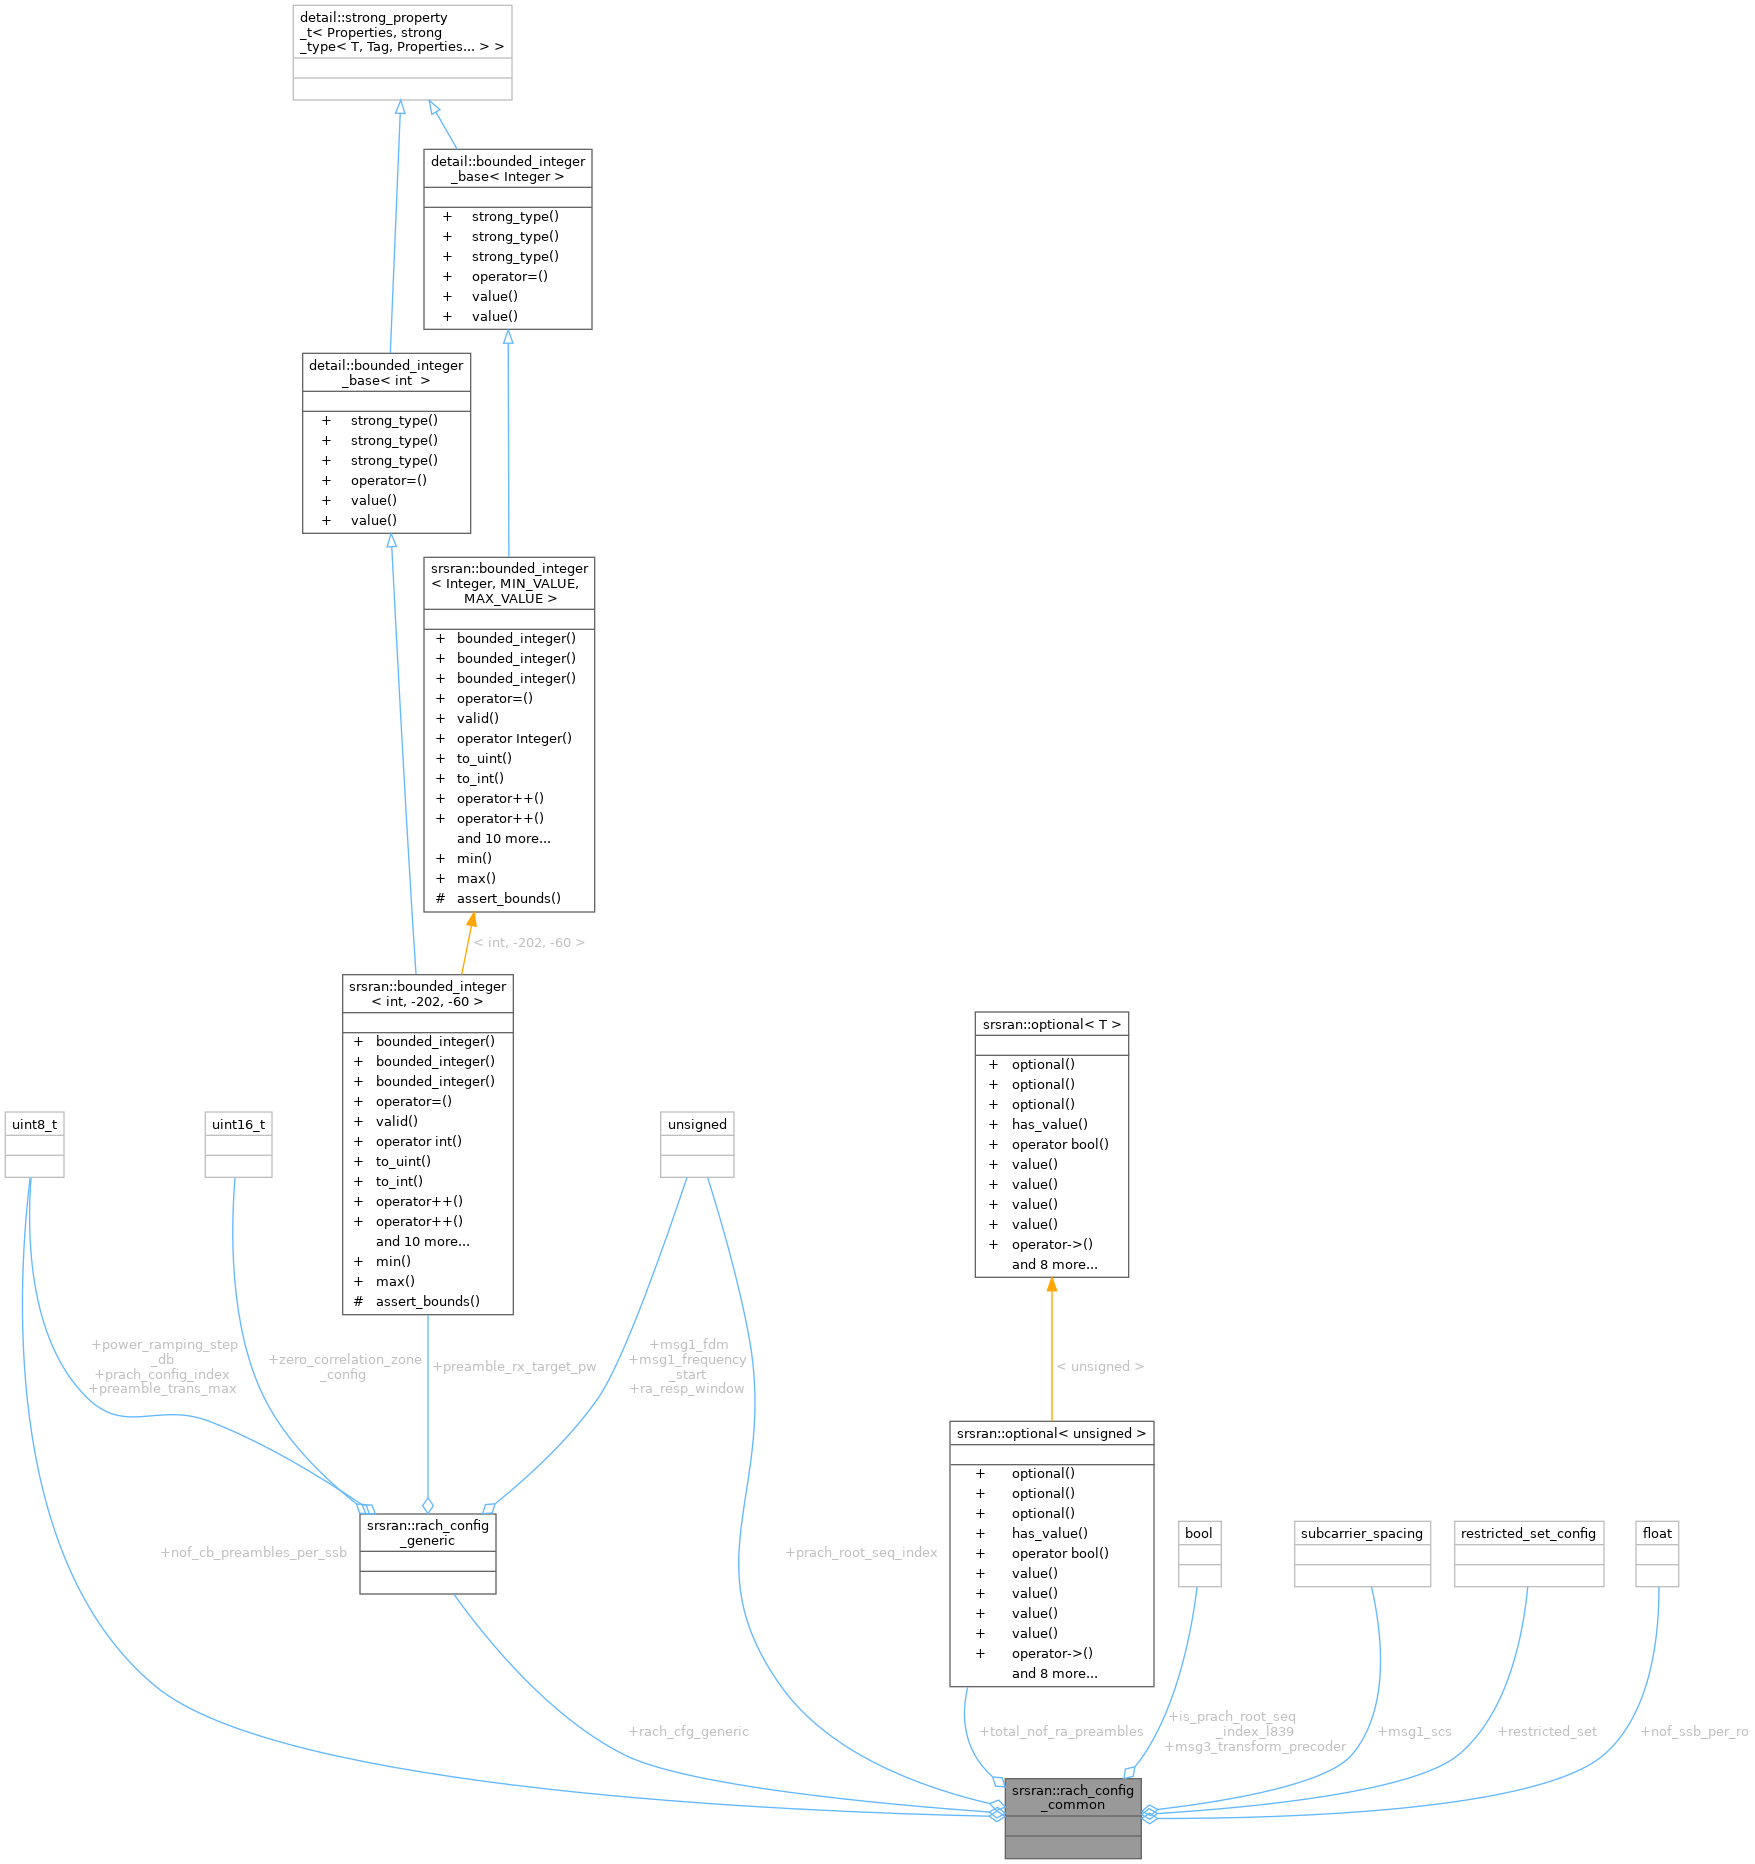 detail::strong_property
_t< Properties, strong
_type< T, Tag, Properties... > >
detail::bounded_integer
_base< Integer >
+ strong_type()
+ strong_type()
+ strong_type()
+ operator=()
+ value()
+ value()
detail::bounded_integer
_base< int  >
+ strong_type()
+ strong_type()
+ strong_type()
+ operator=()
+ value()
+ value()
srsran::bounded_integer
< Integer, MIN_VALUE,
MAX_VALUE >
+ bounded_integer()
+ bounded_integer()
+ bounded_integer()
+ operator=()
+ valid()
+ operator Integer()
+ to_uint()
+ to_int()
+ operator++()
+ operator++()
and 10 more...
+ min()
+ max()
# assert_bounds()
< int, -202, -60 >
srsran::bounded_integer
< int, -202, -60 >
+ bounded_integer()
+ bounded_integer()
+ bounded_integer()
+ operator=()
+ valid()
+ operator int()
+ to_uint()
+ to_int()
+ operator++()
+ operator++()
and 10 more...
+ min()
+ max()
# assert_bounds()
srsran::optional< T >
+ optional()
+ optional()
+ optional()
+ has_value()
+ operator bool()
+ value()
+ value()
+ value()
+ value()
+ operator->()
and 8 more...
uint8_t
uint16_t
unsigned
+power_ramping_step
_db
+prach_config_index
+preamble_trans_max
+zero_correlation_zone
_config
+preamble_rx_target_pw
+msg1_fdm
+msg1_frequency
_start
+ra_resp_window
< unsigned >
srsran::optional< unsigned >
+ optional()
+ optional()
+ optional()
+ has_value()
+ operator bool()
+ value()
+ value()
+ value()
+ value()
+ operator->()
and 8 more...
srsran::rach_config
_generic
bool
subcarrier_spacing
restricted_set_config
float
+nof_cb_preambles_per_ssb
+prach_root_seq_index
+rach_cfg_generic
+total_nof_ra_preambles
+is_prach_root_seq
_index_l839
+msg3_transform_precoder
+msg1_scs
+restricted_set
+nof_ssb_per_ro
srsran::rach_config
_common